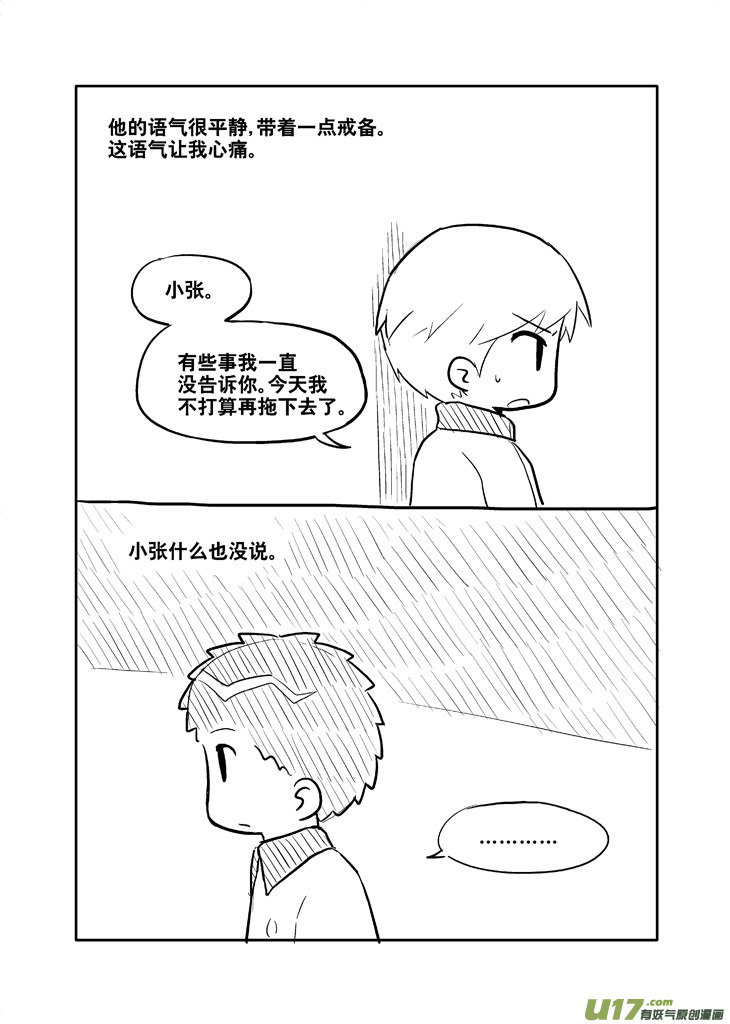 他的语气很平静,带着一点戒备。
这语气让我心痛。
小张。
有些事我一直
没告诉你。今天我
不打算再拖下去了。
小张什么也没说。
…………
U17.com
有妖气原创漫画